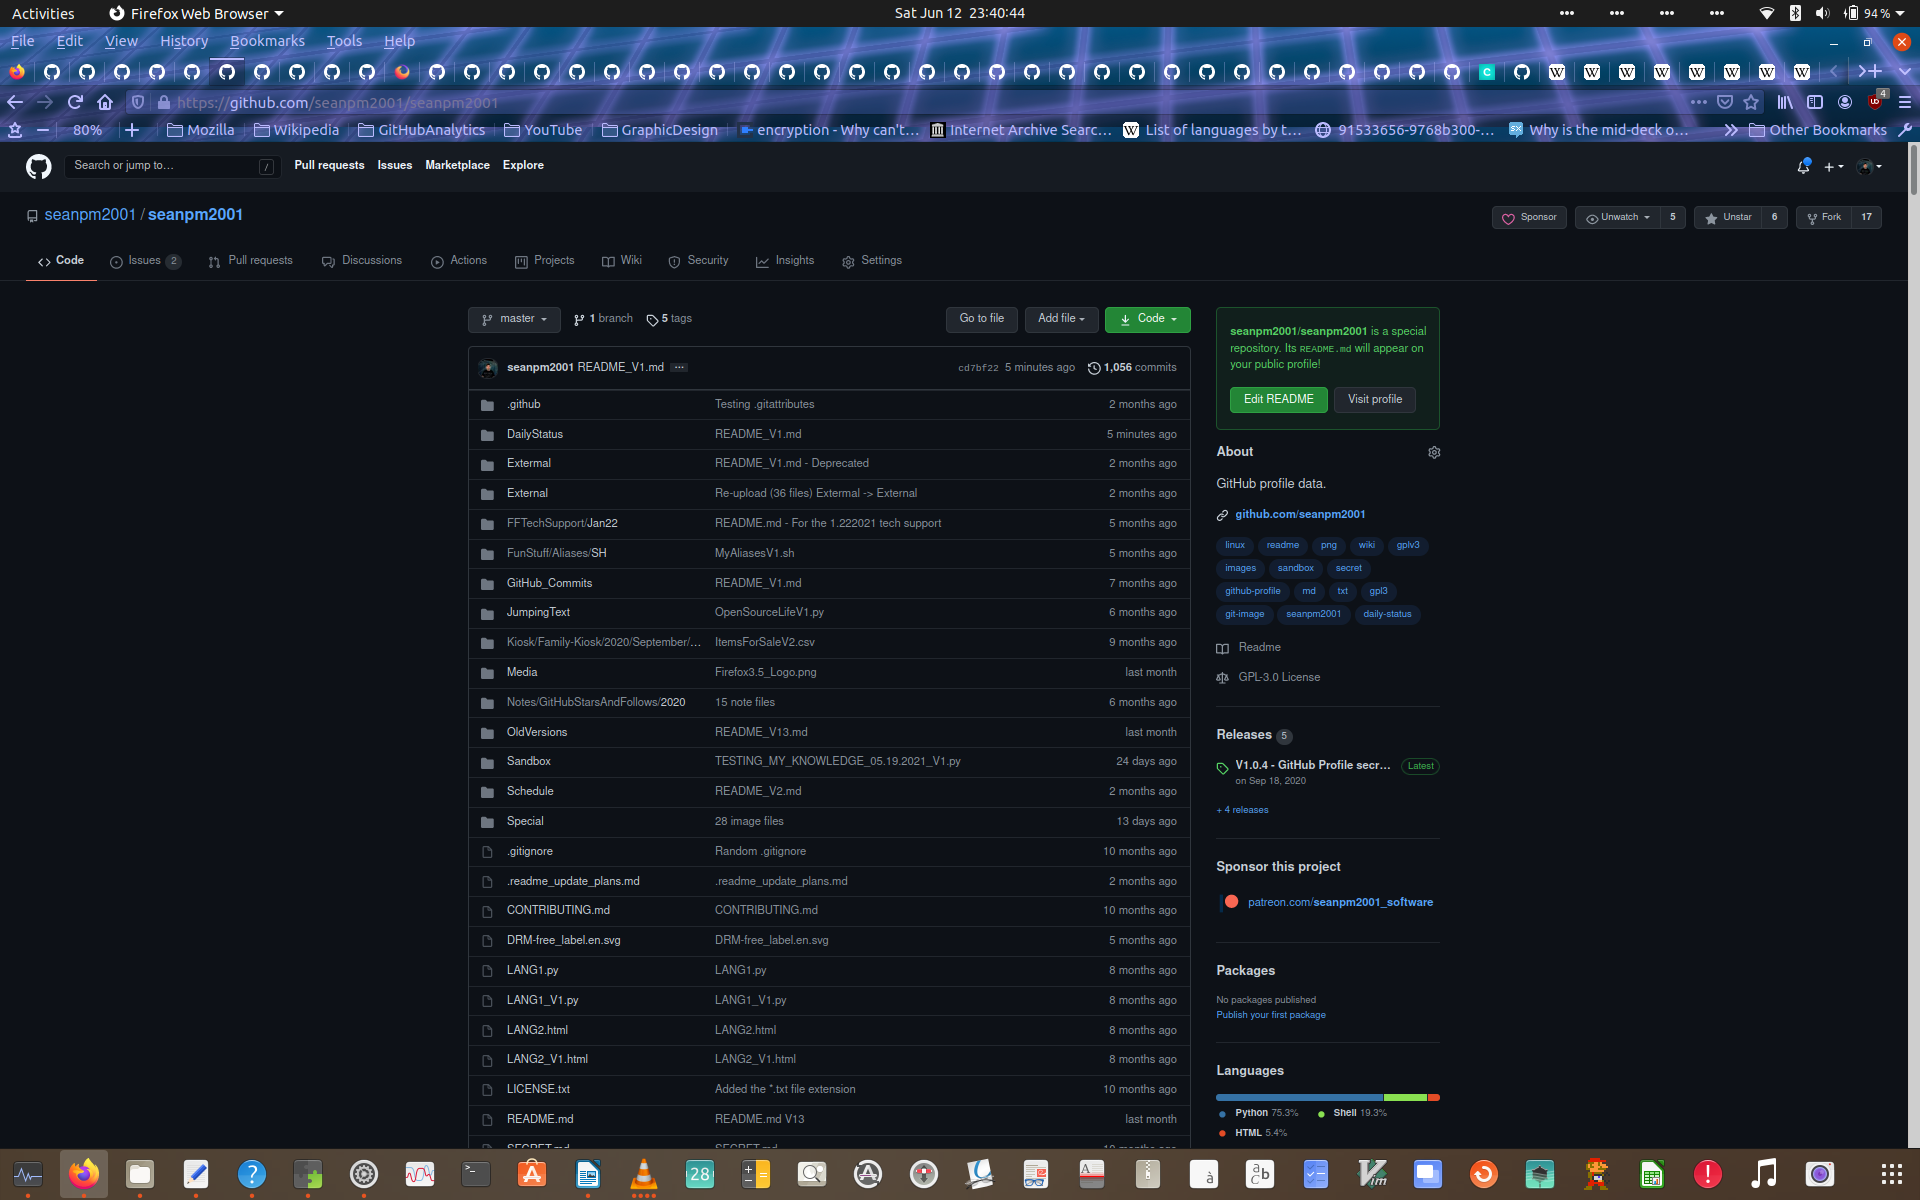 Activities Firefox Web Browser Sat Jun 12 23:40:44 94 %
File Edit View History Bookmarks Tools Help
https://github.com/seanpm2001/seanpm2001 4
80% Mozilla Wikipedia GitHubAnalytics YouTube GraphicDesign encryption - Why can't… Internet Archive Searc… List of languages by t… 91533656-9768b300-… Why is the mid-deck o… Other Bookmarks
Search or jump to… / Pull requests Issues Marketplace Explore
seanpm2001 / seanpm2001 Sponsor Unwatch 5 Unstar 6 Fork 17
Code Issues 2 Pull requests Discussions Actions Projects Wiki Security Insights Settings
master 1 branch 5 tags Go to file Add file Code
seanpm2001 README_V1.md ... cd7bf22 5 minutes ago 1,056 commits
.github Testing .gitattributes 2 months ago
DailyStatus README_V1.md 5 minutes ago
Extermal README_V1.md - Deprecated 2 months ago
External Re-upload (36 files) Extermal -> External 2 months ago
FFTechSupport/Jan22 README.md - For the 1.222021 tech support 5 months ago
FunStuff/Aliases/SH MyAliasesV1.sh 5 months ago
GitHub_Commits README_V1.md 7 months ago
JumpingText OpenSourceLifeV1.py 6 months ago
Kiosk/Family-Kiosk/2020/September/… ItemsForSaleV2.csv 9 months ago
Media Firefox3.5_Logo.png last month
Notes/GitHubStarsAndFollows/2020 15 note files 6 months ago
OldVersions README_V13.md last month
Sandbox TESTING_MY_KNOWLEDGE_05.19.2021_V1.py 24 days ago
Schedule README_V2.md 2 months ago
Special 28 image files 13 days ago
.gitignore Random .gitignore 10 months ago
.readme_update_plans.md .readme_update_plans.md 2 months ago
CONTRIBUTING.md CONTRIBUTING.md 10 months ago
DRM-free_label.en.svg DRM-free_label.en.svg 5 months ago
LANG1.py LANG1.py 8 months ago
LANG1_V1.py LANG1_V1.py 8 months ago
LANG2.html LANG2.html 8 months ago
LANG2_V1.html LANG2_V1.html 8 months ago
LICENSE.txt Added the *.txt file extension 10 months ago
README.md README.md V13 last month
SECRET.md SECRET.md 10 months ago
seanpm2001/seanpm2001 is a special
repository. Its README.md will appear on
your public profile!
Edit README Visit profile
About
GitHub profile data.
github.com/seanpm2001
linux readme png wiki gplv3
images sandbox secret
github-profile md txt gpl3
git-image seanpm2001 daily-status
Readme
GPL-3.0 License
Releases 5
V1.0.4 - GitHub Profile secr… Latest
on Sep 18, 2020
+ 4 releases
Sponsor this project
patreon.com/seanpm2001_software
Packages
No packages published
Publish your first package
Languages
Python 75.3% Shell 19.3%
HTML 5.4%
28